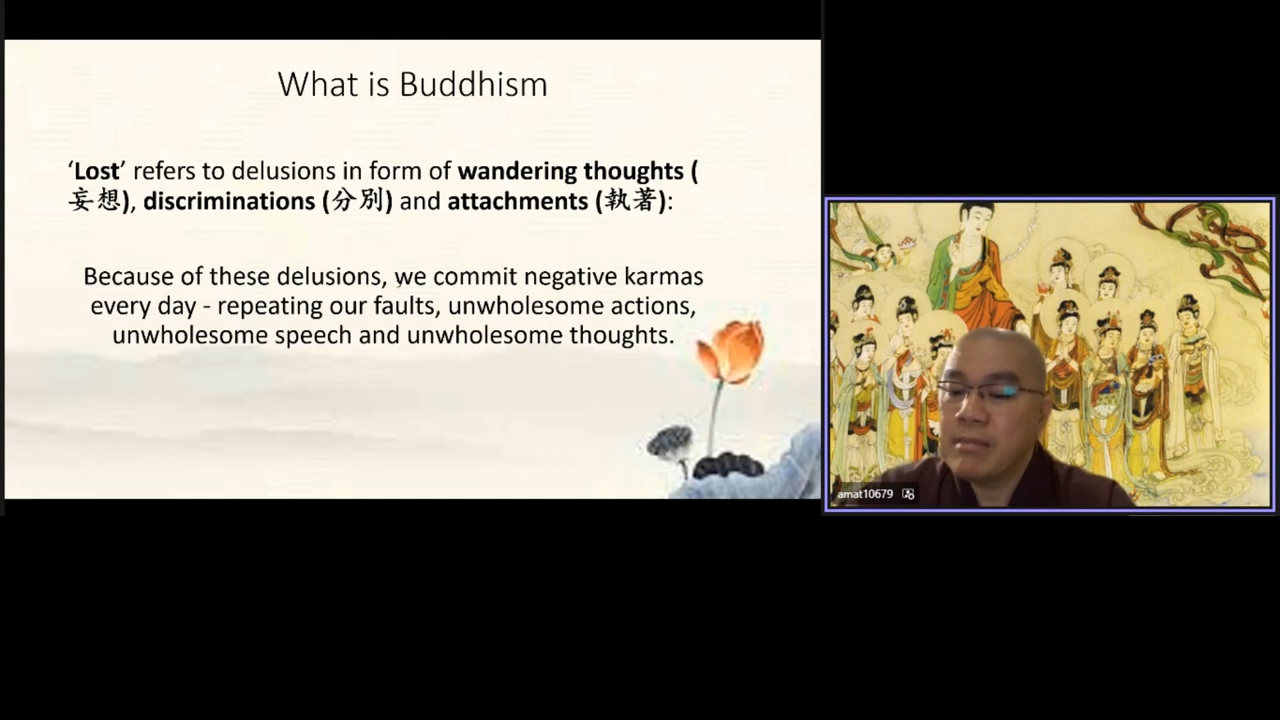 What is Buddhism
‘Lost’ refers to delusions in form of wandering thoughts (
妄想), discriminations (分別) and attachments (執著):
Because of these delusions, we commit negative karmas
every day - repeating our faults, unwholesome actions,
unwholesome speech and unwholesome thoughts.
amat10679